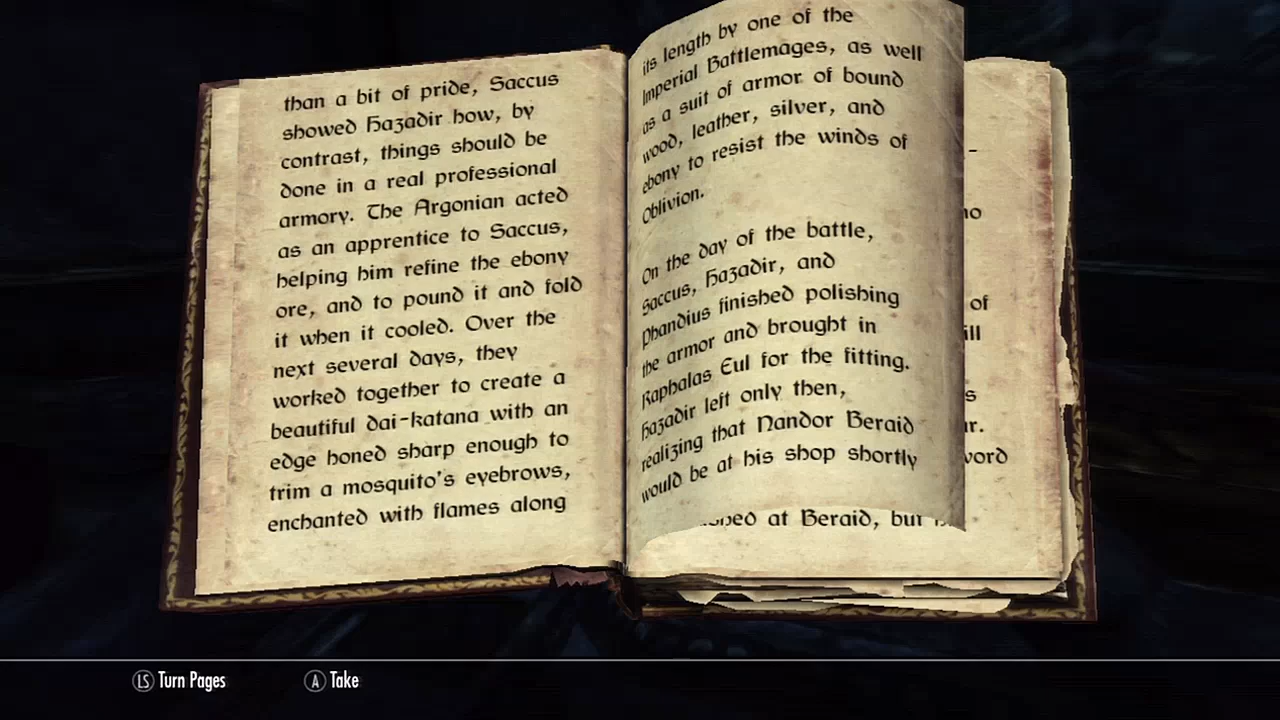 than a bit of pride, Saccus
showed Hazadir how, by
contrast, things should be
done in a real professional
armory. The Argonian acted
as an apprentice to Saccus,
helping him refine the ebony
ore, and to pound it and fold
it when it cooled. Over the
next several days, they
worked together to create a
beautiful dai-katana with an
edge honed sharp enough to
trim a mosquito's eyebrows,
enchanted with flames along
its length by one of the
Imperial Battlemages, as well
as a suit of armor of bound
wood, leather, silver, and
ebony to resist the winds of
Oblivion.
On the day of the battle,
Saccus, Hazadir, and
Phandius finished polishing
the armor and brought in
Raphalas Eul for the fitting.
Hazadir left only then,
realizing that Nandor Beraid
would be at his shop shortly
of
at Beraid, but
LS Turn Pages
A Take